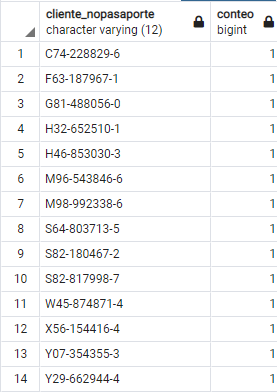 cliente_nopasaporte conteo
character varying (12) bigint
1 C74-228829-6 1
2 F63-187967-1 1
3 G81-488056-0 1
4 H32-652510-1 1
5 H46-853030-3 1
6 M96-543846-6 1
7 M98-992338-6 1
8 S64-803713-5 1
9 S82-180467-2 1
10 S82-817998-7 1
11 W45-874871-4 1
12 X56-154416-4 1
13 Y07-354355-3 1
14 Y29-662944-4 1